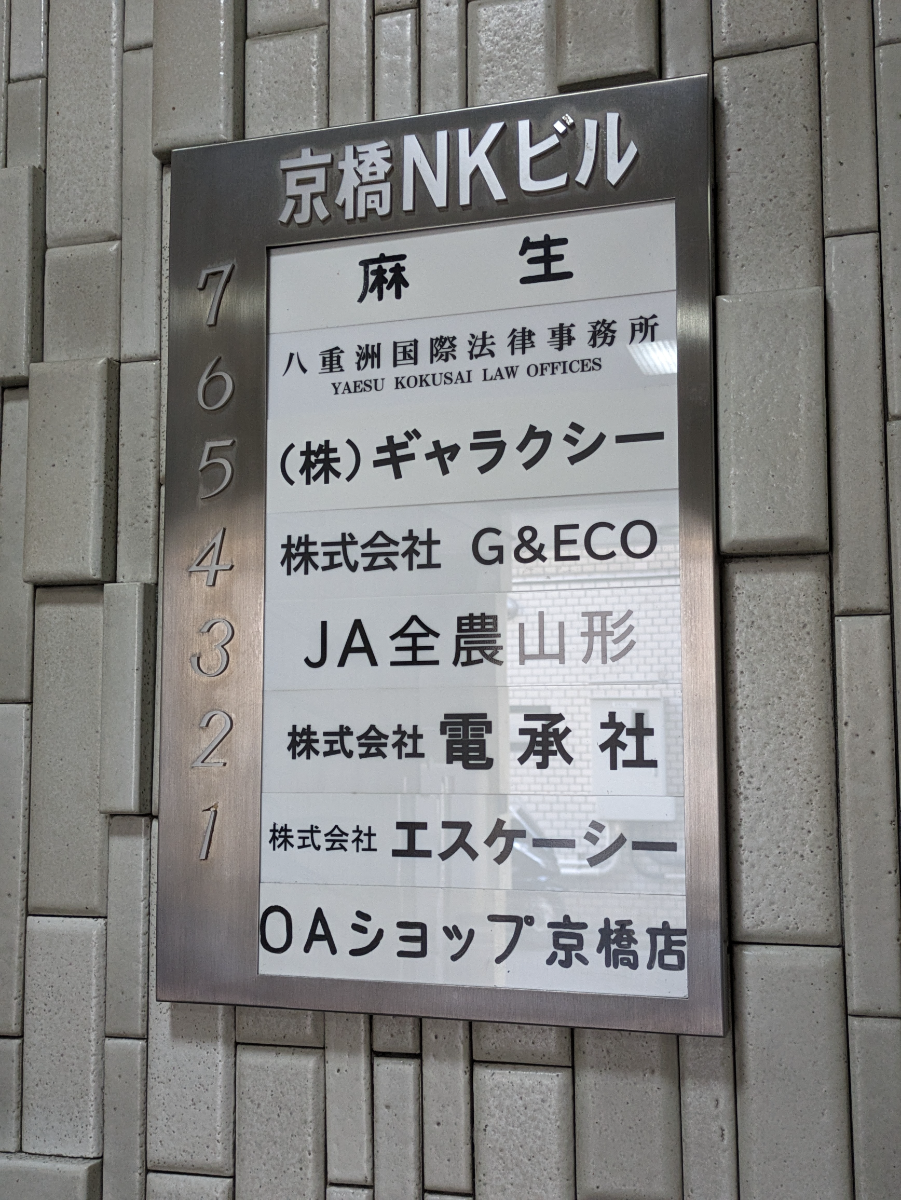 京橋NKビル
7 麻生
6 八重洲国際法律事務所
YAESU KOKUSAI LAW OFFICES
5 (株)ギャラクシー
4 株式会社 G&ECO
3 JA全農山形
2 株式会社 電承社
1 株式会社 エスケーシー
OAショップ 京橋店